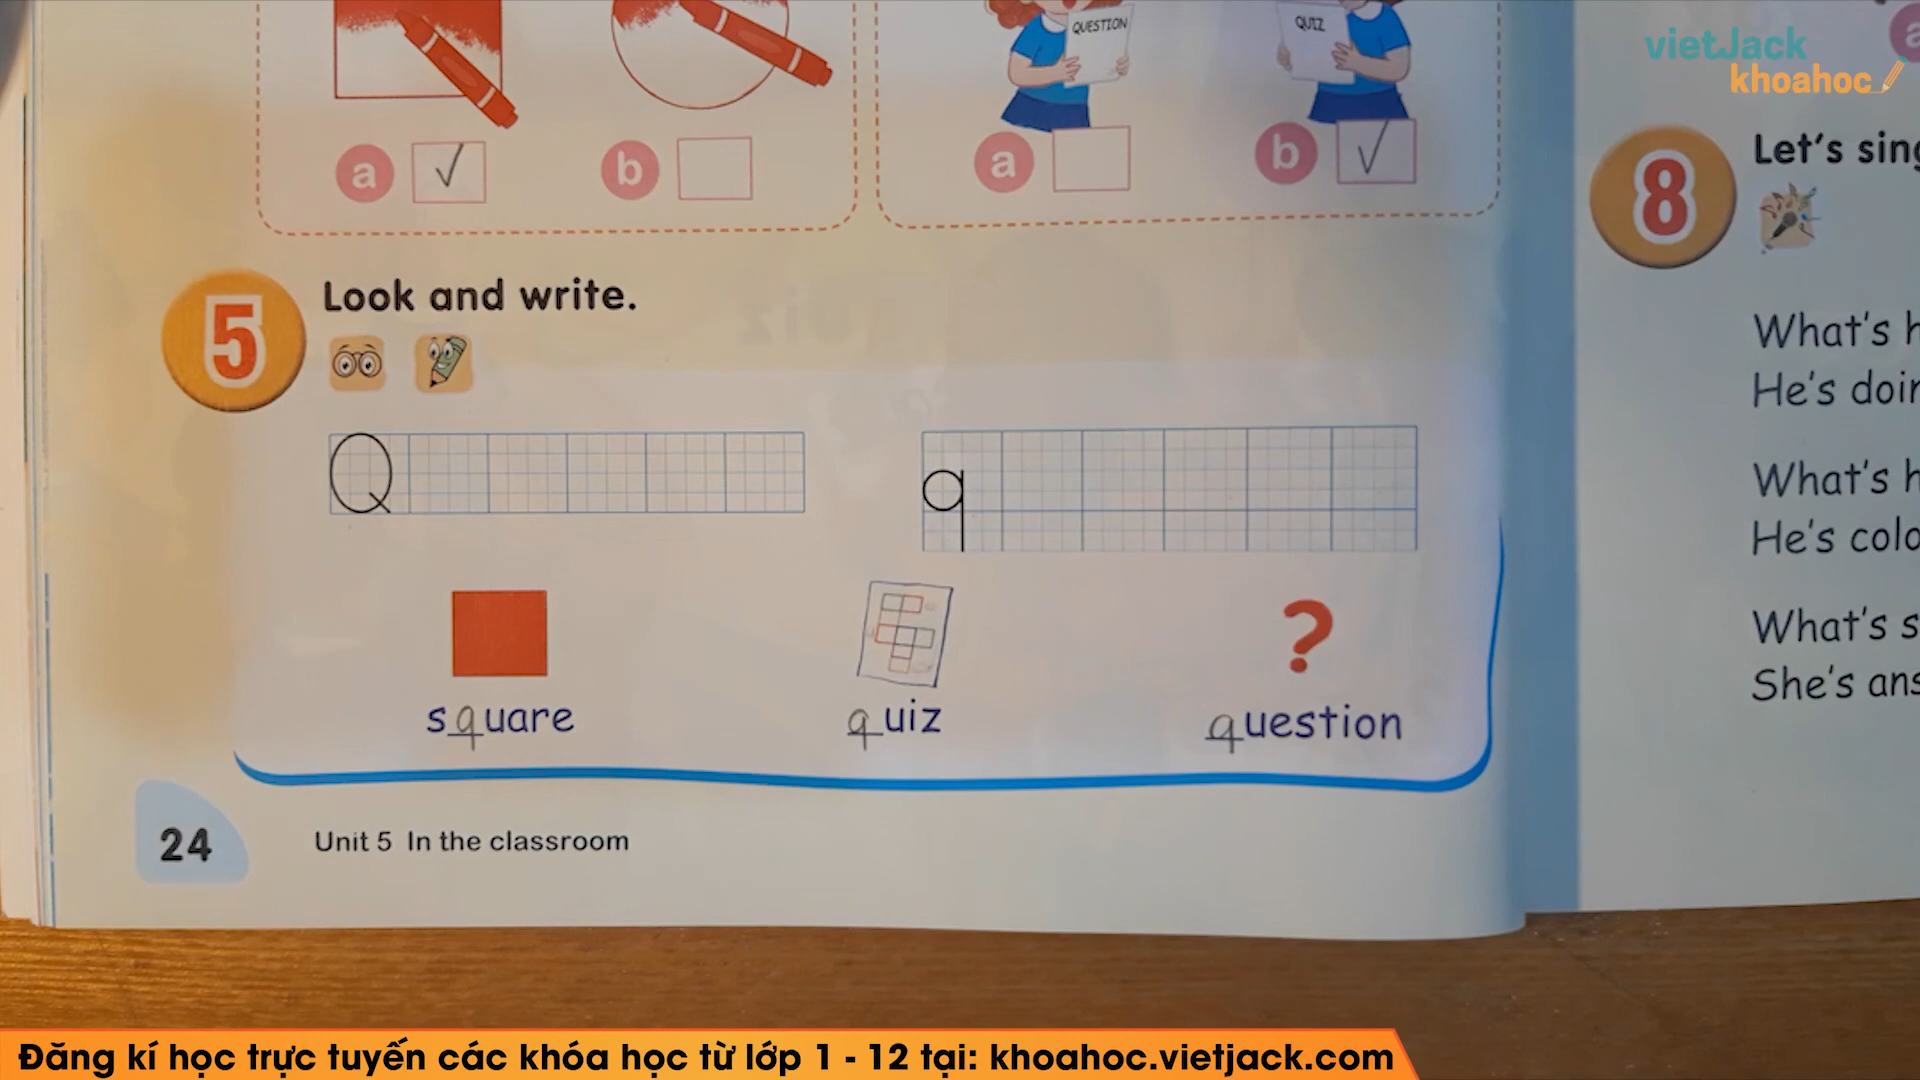 QUESTION
QUIZ
vietJack
khoahoc
a
b
a
b
5
Look and write.
Q
q
square
quiz
question
24
Unit 5 In the classroom
a
8
Let's sing
What's h
He's doin
What's h
He's colo
What's s
She's ans
Đăng kí học trực tuyến các khóa học từ lớp 1 - 12 tại: khoahoc.vietjack.com